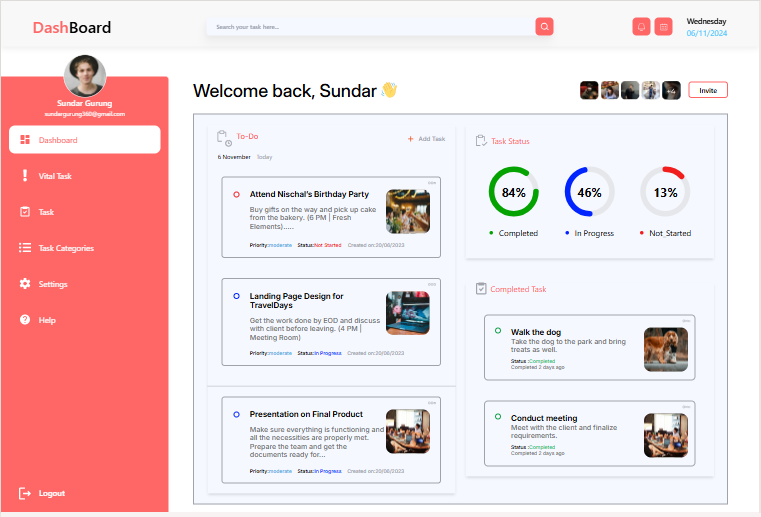 DashBoard
Search your task here...
Wednesday
06/11/2024
Sundar Gurung
sundargurung360@gmail.com
Dashboard
Vital Task
Task
Task Categories
Settings
Help
Logout
Welcome back, Sundar 👋
+4
Invite
To-Do
+ Add Task
6 November Today
Attend Nischal's Birthday Party
Buy gifts on the way and pick up cake
from the bakery. (6 PM | Fresh
Elements).....
Priority:moderate Status:Not Started Created on:20/08/2023
Landing Page Design for
TravelDays
Get the work done by EOD and discuss
with client before leaving. (4 PM |
Meeting Room)
Priority:moderate Status:In Progress Created on:20/08/2023
Presentation on Final Product
Make sure everything is functioning and
all the necessities are properly met.
Prepare the team and get the
documents ready for...
Priority:moderate Status:In Progress Created on:20/08/2023
Task Status
84%
46%
13%
Completed
In Progress
Not Started
Completed Task
Walk the dog
Take the dog to the park and bring
treats as well.
Status :Completed
Completed 2 days ago
Conduct meeting
Meet with the client and finalize
requirements.
Status :Completed
Completed 2 days ago